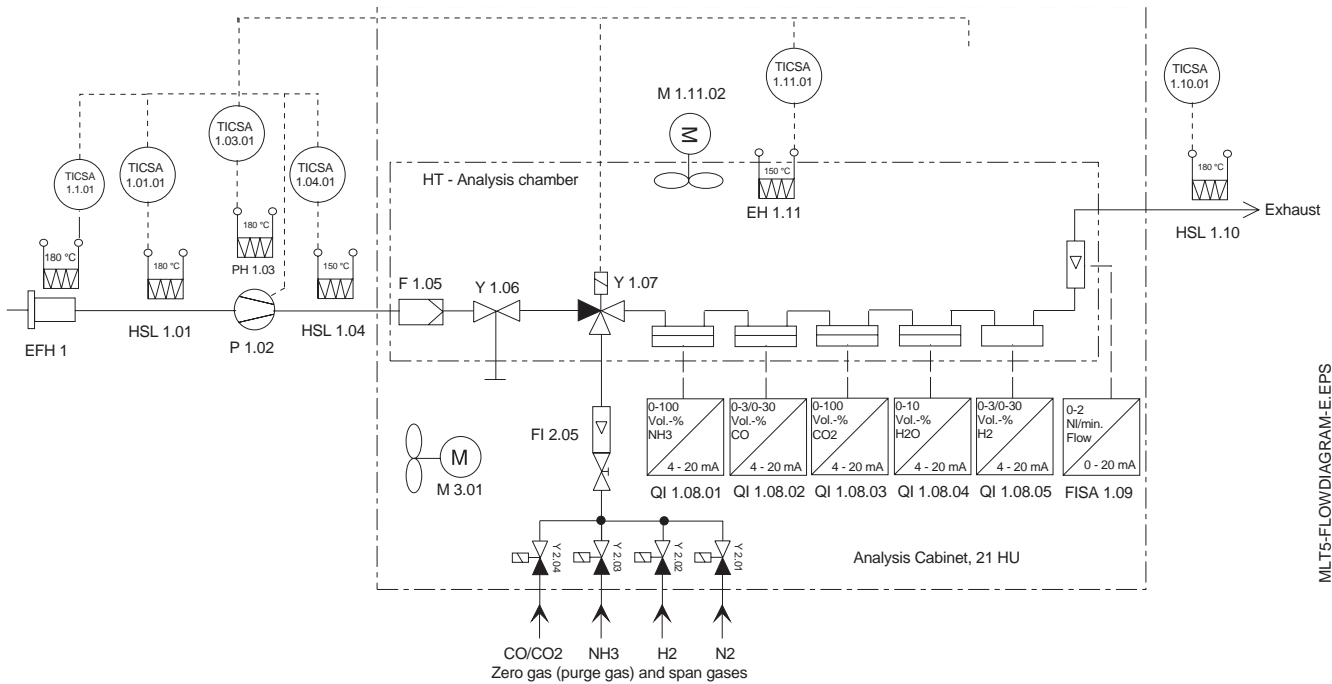 TICSA
1.1.01
TICSA
1.01.01
TICSA
1.03.01
TICSA
1.04.01
M 1.11.02
M
TICSA
1.11.01
TICSA
1.10.01
HT - Analysis chamber
150 °C
EH 1.11
180 °C
HSL 1.10
Exhaust
180 °C
180 °C
180 °C
PH 1.03
150 °C
EFH 1
HSL 1.01
P 1.02
HSL 1.04
F 1.05
Y 1.06
Y 1.07
FI 2.05
M
M 3.01
0-100
Vol.-%
NH3
4 - 20 mA
QI 1.08.01
0-3/0-30
Vol.-%
CO
4 - 20 mA
QI 1.08.02
0-100
Vol.-%
CO2
4 - 20 mA
QI 1.08.03
0-10
Vol.-%
H2O
4 - 20 mA
QI 1.08.04
0-3/0-30
Vol.-%
H2
4 - 20 mA
QI 1.08.05
0-2
Nl/min.
Flow
0 - 20 mA
FISA 1.09
Y 2.04
Y 2.03
Y 2.02
Y 2.01
Analysis Cabinet, 21 HU
CO/CO2
NH3
H2
N2
Zero gas (purge gas) and span gases
MLT5-FLOWDIAGRAM-E.EPS